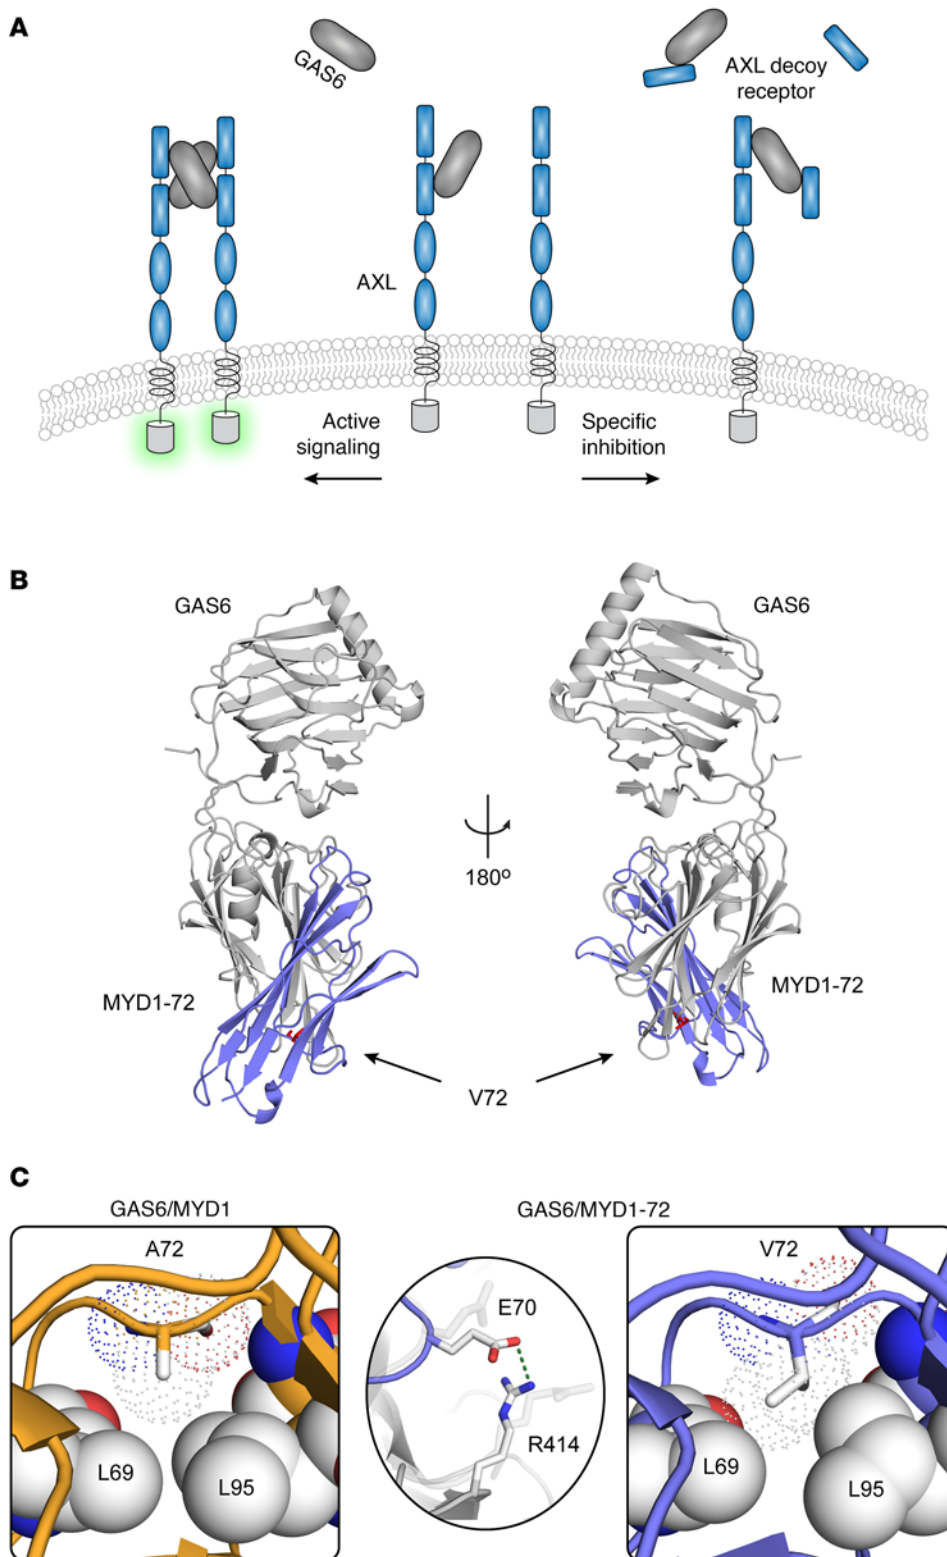 A
GAS6
AXL decoy
receptor
AXL
Active
signaling
Specific
inhibition
B
GAS6
GAS6
180º
MYD1-72
MYD1-72
V72
C
GAS6/MYD1
GAS6/MYD1-72
A72
V72
E70
R414
L69
L95
L69
L95